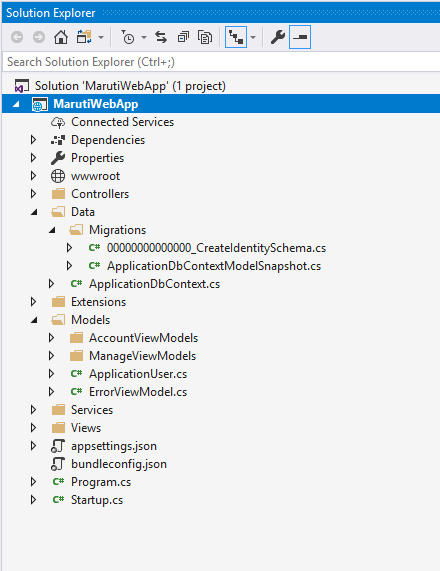 Solution Explorer
Search Solution Explorer (Ctrl+;)
Solution 'MarutiWebApp' (1 project)
MarutiWebApp
Connected Services
Dependencies
Properties
wwwroot
Controllers
Data
Migrations
C# 00000000000000_CreateIdentitySchema.cs
C# ApplicationDbContextModelSnapshot.cs
C# ApplicationDbContext.cs
Extensions
Models
AccountViewModels
ManageViewModels
C# ApplicationUser.cs
C# ErrorViewModel.cs
Services
Views
appsettings.json
bundleconfig.json
C# Program.cs
C# Startup.cs